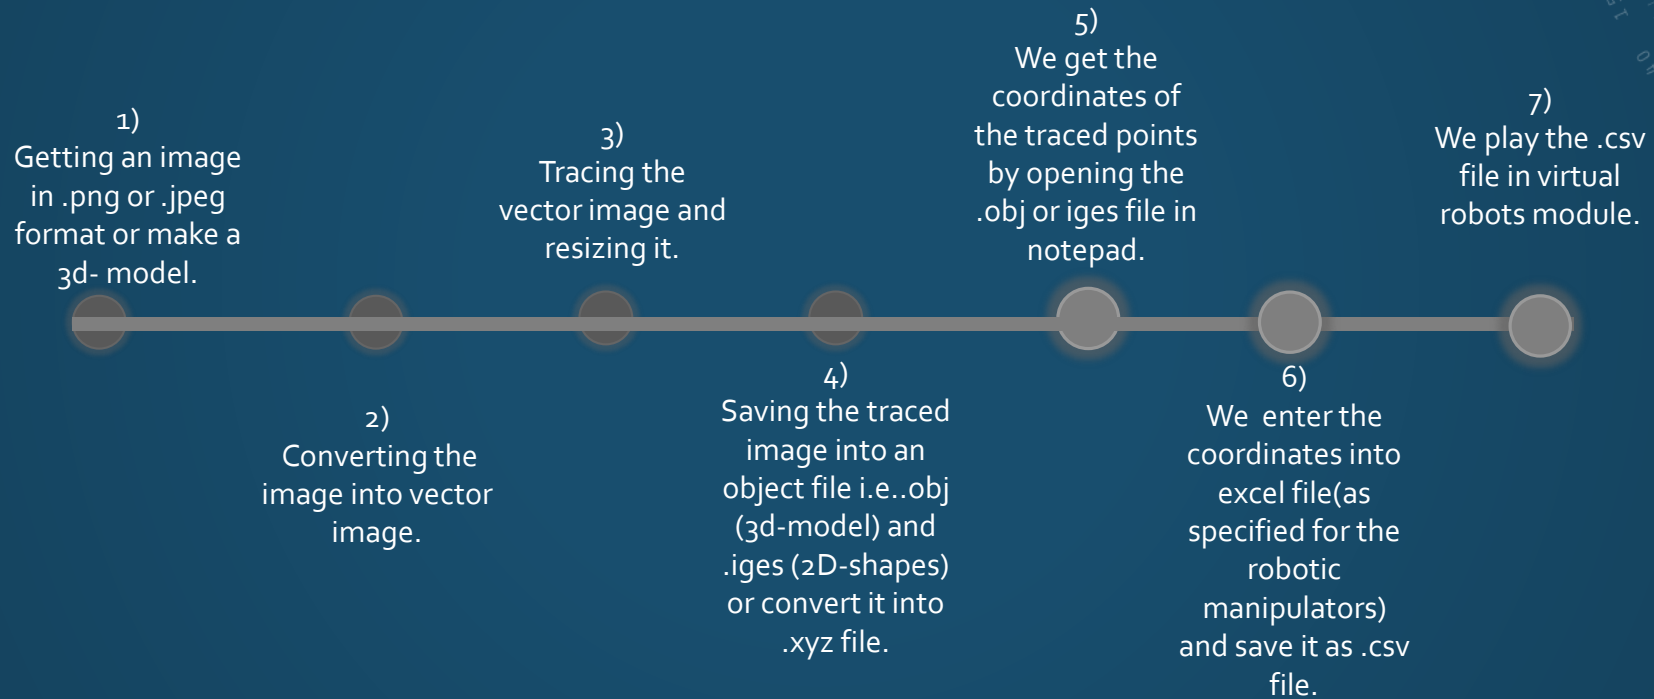 1)
Getting an image
in .png or .jpeg
format or make a
3d- model.
2)
Converting the
image into vector
image.
3)
Tracing the
vector image and
resizing it.
4)
Saving the traced
image into an
object file i.e..obj
(3d-model) and
.iges (2D-shapes)
or convert it into
.xyz file.
5)
We get the
coordinates of
the traced points
by opening the
.obj or iges file in
notepad.
6)
We  enter the
coordinates into
excel file(as
specified for the
robotic
manipulators)
and save it as .csv
file.
7)
We play the .csv
file in virtual
robots module.